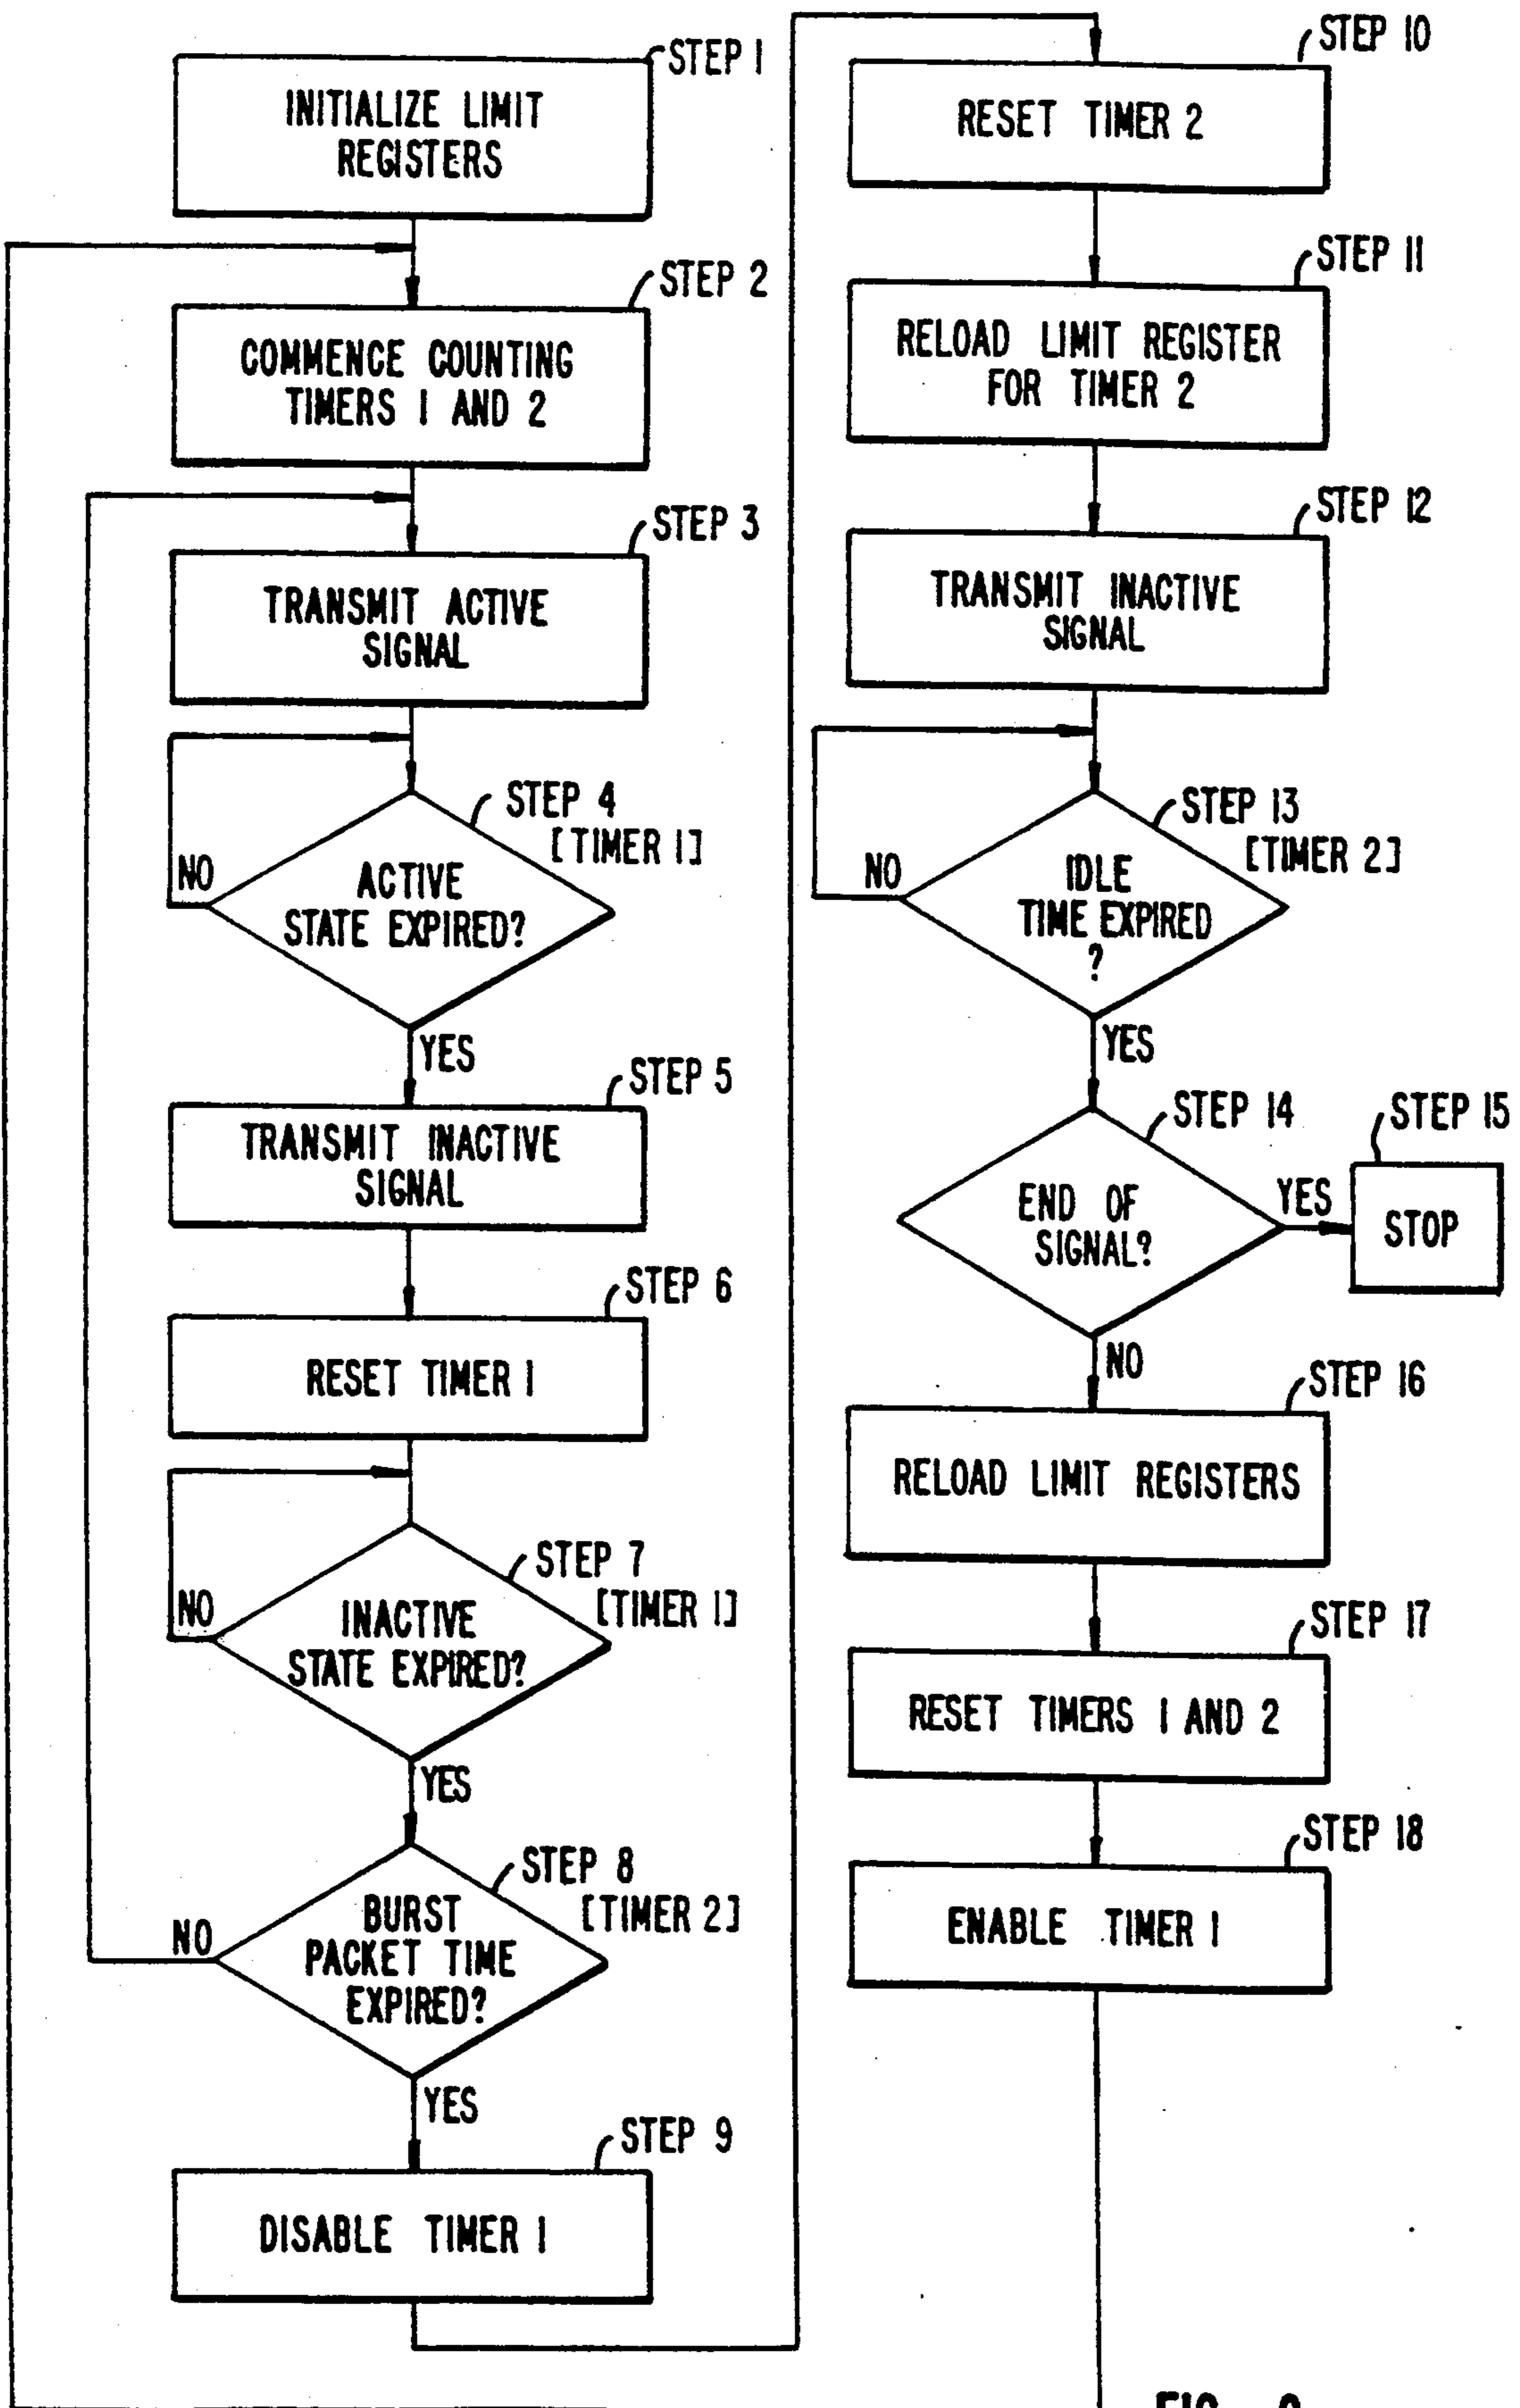 STEP 1
INITIALIZE LIMIT
REGISTERS
STEP 2
COMMENCE COUNTING
TIMERS 1 AND 2
STEP 3
TRANSMIT ACTIVE
SIGNAL
STEP 4
[TIMER 1]
NO
ACTIVE
STATE EXPIRED?
YES
STEP 5
TRANSMIT INACTIVE
SIGNAL
STEP 6
RESET TIMER 1
STEP 7
[TIMER 1]
NO
INACTIVE
STATE EXPIRED?
YES
STEP 8
[TIMER 2]
NO
BURST
PACKET TIME
EXPIRED?
YES
STEP 9
DISABLE TIMER 1
STEP 10
RESET TIMER 2
STEP 11
RELOAD LIMIT REGISTER
FOR TIMER 2
STEP 12
TRANSMIT INACTIVE
SIGNAL
STEP 13
[TIMER 2]
NO
IDLE
TIME EXPIRED
?
YES
STEP 14
END OF
SIGNAL?
YES
STEP 15
STOP
NO
STEP 16
RELOAD LIMIT REGISTERS
STEP 17
RESET TIMERS 1 AND 2
STEP 18
ENABLE TIMER 1